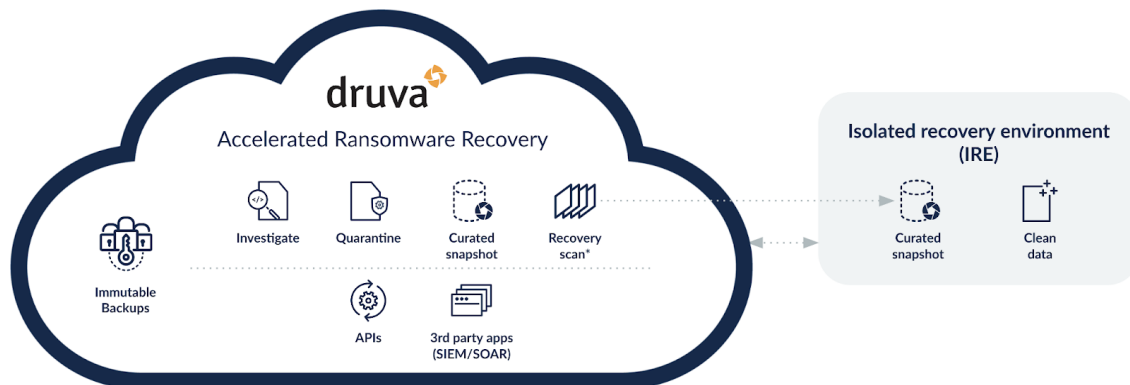 druva
Accelerated Ransomware Recovery
Isolated recovery environment
(IRE)
Investigate
Quarantine
Curated
snapshot
Recovery
scan*
Immutable
Backups
APIs
3rd party apps
(SIEM/SOAR)
Curated
snapshot
Clean
data